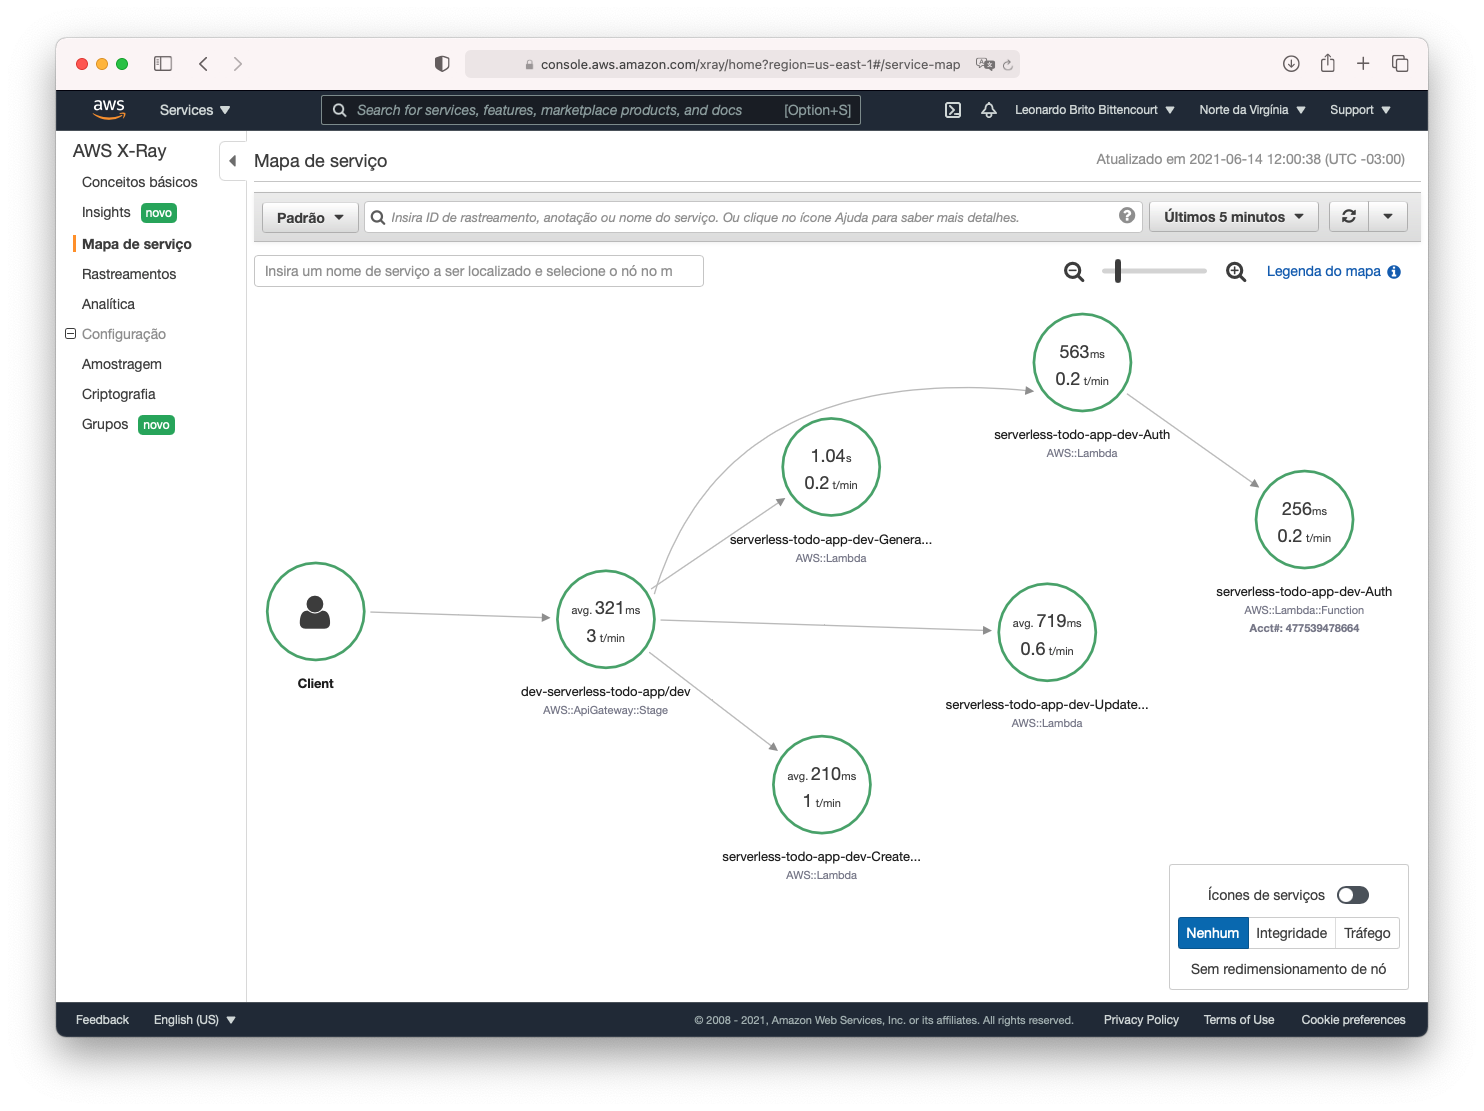 console.aws.amazon.com/xray/home?region=us-east-1#/service-map
aws
Services
Search for services, features, marketplace products, and docs
[Option+S]
Leonardo Brito Bittencourt
Norte da Virgínia
Support
AWS X-Ray
Conceitos básicos
Insights novo
Mapa de serviço
Rastreamentos
Analítica
Configuração
Amostragem
Criptografia
Grupos novo
Mapa de serviço
Atualizado em 2021-06-14 12:00:38 (UTC -03:00)
Padrão
Insira ID de rastreamento, anotação ou nome do serviço. Ou clique no ícone Ajuda para saber mais detalhes.
Últimos 5 minutos
Insira um nome de serviço a ser localizado e selecione o nó no m
Legenda do mapa
563ms
0.2 t/min
serverless-todo-app-dev-Auth
AWS::Lambda
1.04s
0.2 t/min
serverless-todo-app-dev-Genera...
AWS::Lambda
256ms
0.2 t/min
serverless-todo-app-dev-Auth
AWS::Lambda::Function
Acct#: 477539478664
Client
avg. 321ms
3 t/min
dev-serverless-todo-app/dev
AWS::ApiGateway::Stage
avg. 719ms
0.6 t/min
serverless-todo-app-dev-Update...
AWS::Lambda
avg. 210ms
1 t/min
serverless-todo-app-dev-Create...
AWS::Lambda
Ícones de serviços
Nenhum Integridade Tráfego
Sem redimensionamento de nó
Feedback
English (US)
© 2008 - 2021, Amazon Web Services, Inc. or its affiliates. All rights reserved.
Privacy Policy
Terms of Use
Cookie preferences